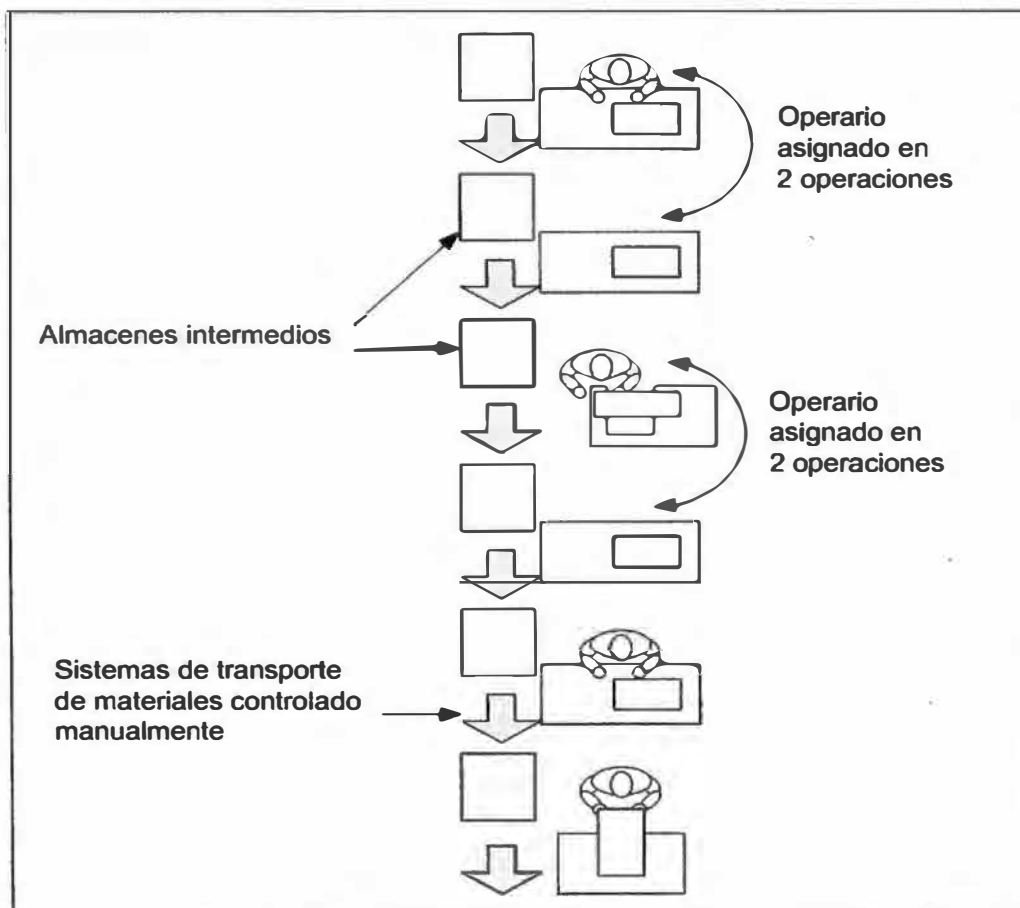 Operario
asignado en
2 operaciones
Almacenes intermedios
Operario
asignado en
2 operaciones
Sistemas de transporte
de materiales controlado
manualmente